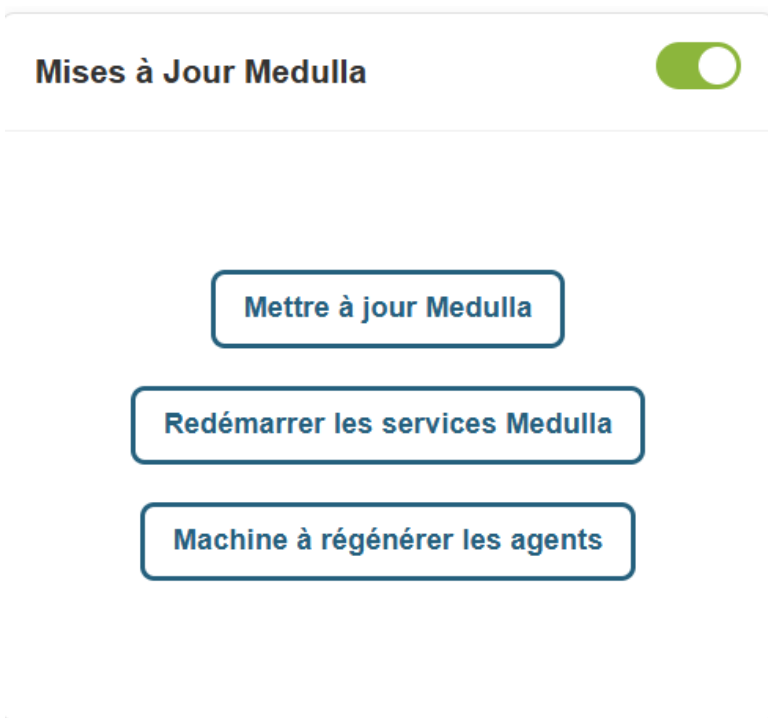 Mises à Jour Medulla
Mettre à jour Medulla
Redémarrer les services Medulla
Machine à régénérer les agents